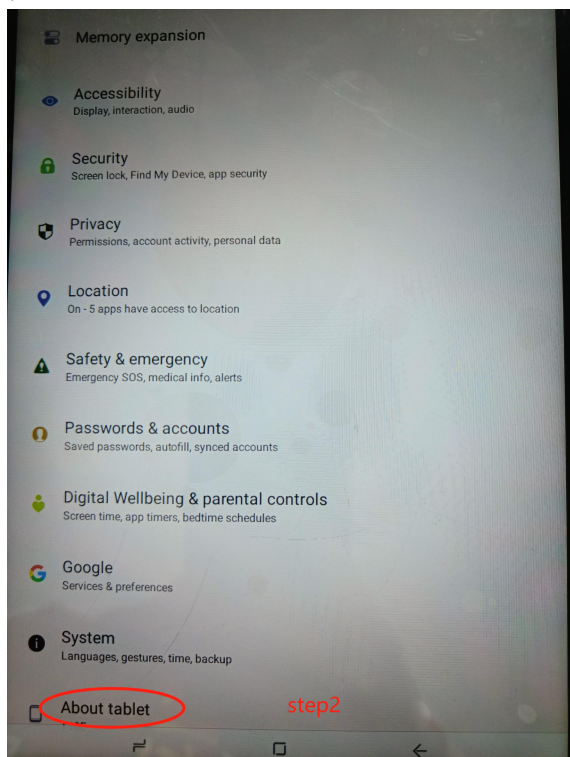 Memory expansion
Accessibility
Display, interaction, audio
Security
Screen lock, Find My Device, app security
Privacy
Permissions, account activity, personal data
Location
On - 5 apps have access to location
Safety & emergency
Emergency SOS, medical info, alerts
Passwords & accounts
Saved passwords, autofill, synced accounts
Digital Wellbeing & parental controls
Screen time, app timers, bedtime schedules
Google
Services & preferences
System
Languages, gestures, time, backup
About tablet
step2